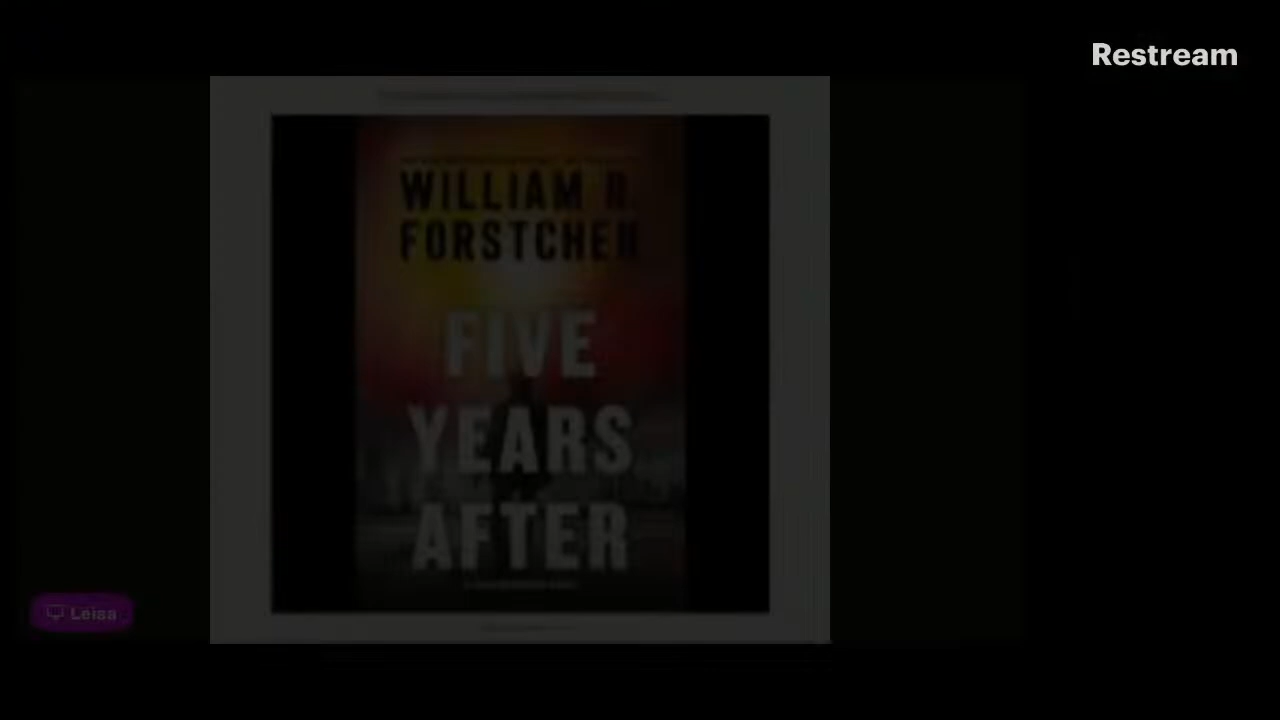 Restream
WILLIAM R.
FORSTCHEN
FIVE
YEARS
AFTER
Leisa